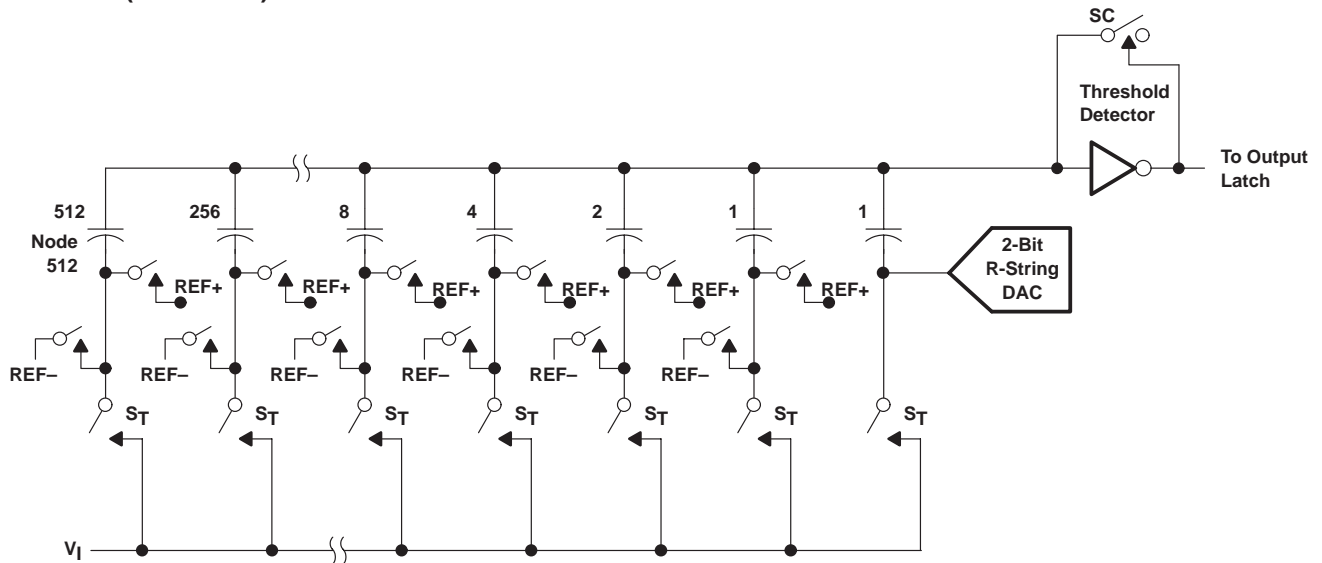 SC
Threshold
Detector
To Output
Latch
512
256
8
4
2
1
1
Node
512
2-Bit
R-String
DAC
REF+
REF+
REF+
REF+
REF+
REF+
REF–
REF–
REF–
REF–
REF–
REF–
ST
ST
ST
ST
ST
ST
ST
VI